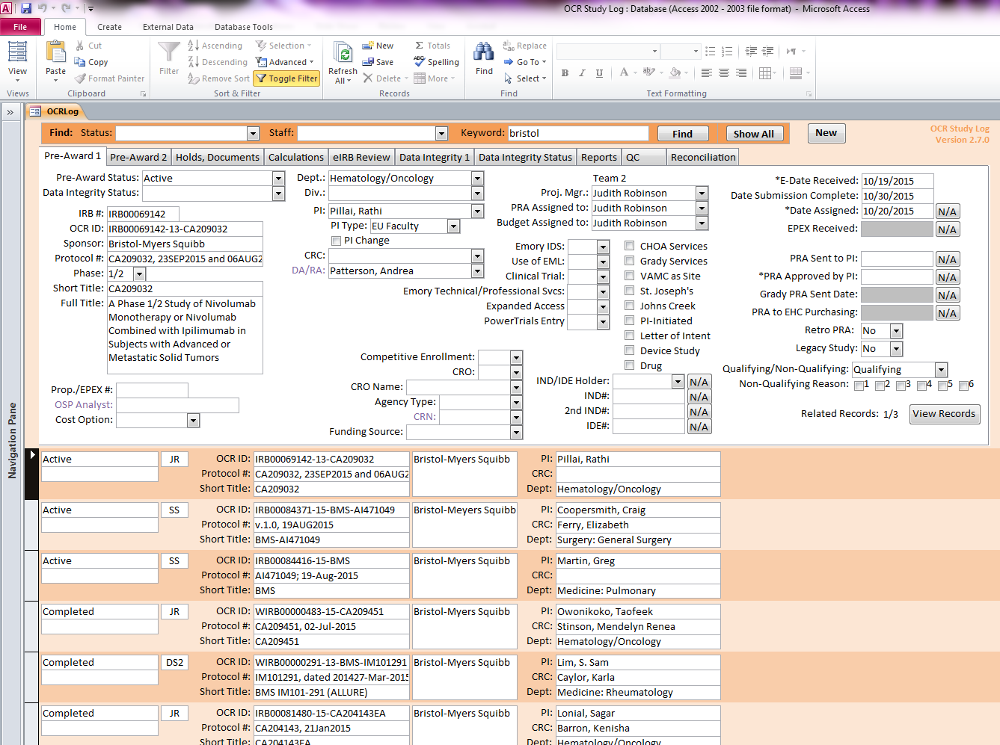 OCR Study Log : Database (Access 2002 - 2003 file format) - Microsoft Access
File Home Create External Data Database Tools
View
Views
Paste
Cut
Copy
Format Painter
Clipboard
Filter
Ascending
Descending
Remove Sort
Selection
Advanced
Toggle Filter
Sort & Filter
Refresh All
New
Save
Delete
Totals
Spelling
More
Records
Find
Replace
Go To
Select
Find
B I U A ab
Text Formatting
OCRLog
Find: Status: Staff: Keyword: bristol Find Show All New
OCR Study Log
Version 2.7.0
Pre-Award 1 Pre-Award 2 Holds, Documents Calculations eIRB Review Data Integrity 1 Data Integrity Status Reports QC Reconciliation
Pre-Award Status: Active
Data Integrity Status:
IRB #: IRB00069142
OCR ID: IRB00069142-13-CA209032
Sponsor: Bristol-Myers Squibb
Protocol #: CA209032, 23SEP2015 and 06AUG2
Phase: 1/2
Short Title: CA209032
Full Title: A Phase 1/2 Study of Nivolumab
Monotherapy or Nivolumab
Combined with Ipilimumab in
Subjects with Advanced or
Metastatic Solid Tumors
Prop./EPEX #:
OSP Analyst:
Cost Option:
Dept.: Hematology/Oncology
Div.:
PI: Pillai, Rathi
PI Type: EU Faculty
PI Change
CRC:
DA/RA: Patterson, Andrea
Team 2
Proj. Mgr.: Judith Robinson
PRA Assigned to: Judith Robinson
Budget Assigned to: Judith Robinson
Emory IDS:
Use of EML:
Clinical Trial:
Emory Technical/Professional Svcs:
Expanded Access
PowerTrials Entry
CHOA Services
Grady Services
VAMC as Site
St. Joseph's
Johns Creek
PI-Initiated
Letter of Intent
Device Study
Drug
Competitive Enrollment:
CRO:
CRO Name:
Agency Type:
CRN:
Funding Source:
IND/IDE Holder: N/A
IND#: N/A
2nd IND#: N/A
IDE#: N/A
*E-Date Received: 10/19/2015
Date Submission Complete: 10/30/2015
*Date Assigned: 10/20/2015 N/A
EPEX Received: N/A
PRA Sent to PI: N/A
*PRA Approved by PI: N/A
Grady PRA Sent Date: N/A
PRA to EHC Purchasing: N/A
Retro PRA: No
Legacy Study: No
Qualifying/Non-Qualifying: Qualifying
Non-Qualifying Reason: 1 2 3 4 5 6
Related Records: 1/3 View Records
Navigation Pane
Active JR OCR ID: IRB00069142-13-CA209032 Bristol-Myers Squibb PI: Pillai, Rathi
Protocol #: CA209032, 23SEP2015 and 06AUG2 CRC:
Short Title: CA209032 Dept: Hematology/Oncology
Active SS OCR ID: IRB00084371-15-BMS-AI471049 Bristol-Meyers Squibb PI: Coopersmith, Craig
Protocol #: v.1.0, 19AUG2015 CRC: Ferry, Elizabeth
Short Title: BMS-AI471049 Dept: Surgery: General Surgery
Active SS OCR ID: IRB00084416-15-BMS Bristol-Myers Squibb PI: Martin, Greg
Protocol #: AI471049; 19-Aug-2015 CRC:
Short Title: BMS Dept: Medicine: Pulmonary
Completed JR OCR ID: WIRB00000483-15-CA209451 Bristol-Myers Squibb PI: Owonikoko, Taofeek
Protocol #: CA209451, 02-Jul-2015 CRC: Stinson, Mendelyn Renea
Short Title: CA209451 Dept: Hematology/Oncology
Completed DS2 OCR ID: WIRB00000291-13-BMS-IM101291 Bristol-Myers Squibb PI: Lim, S. Sam
Protocol #: IM101291, dated 201427-Mar-2015 CRC: Caylor, Karla
Short Title: BMS IM101-291 (ALLURE) Dept: Medicine: Rheumatology
Completed JR OCR ID: IRB00081480-15-CA204143EA Bristol-Myers Squibb PI: Lonial, Sagar
Protocol #: CA204143, 21Jan2015 CRC: Barron, Kenisha
Short Title: CA204143EA Dept: Hematology/Oncology